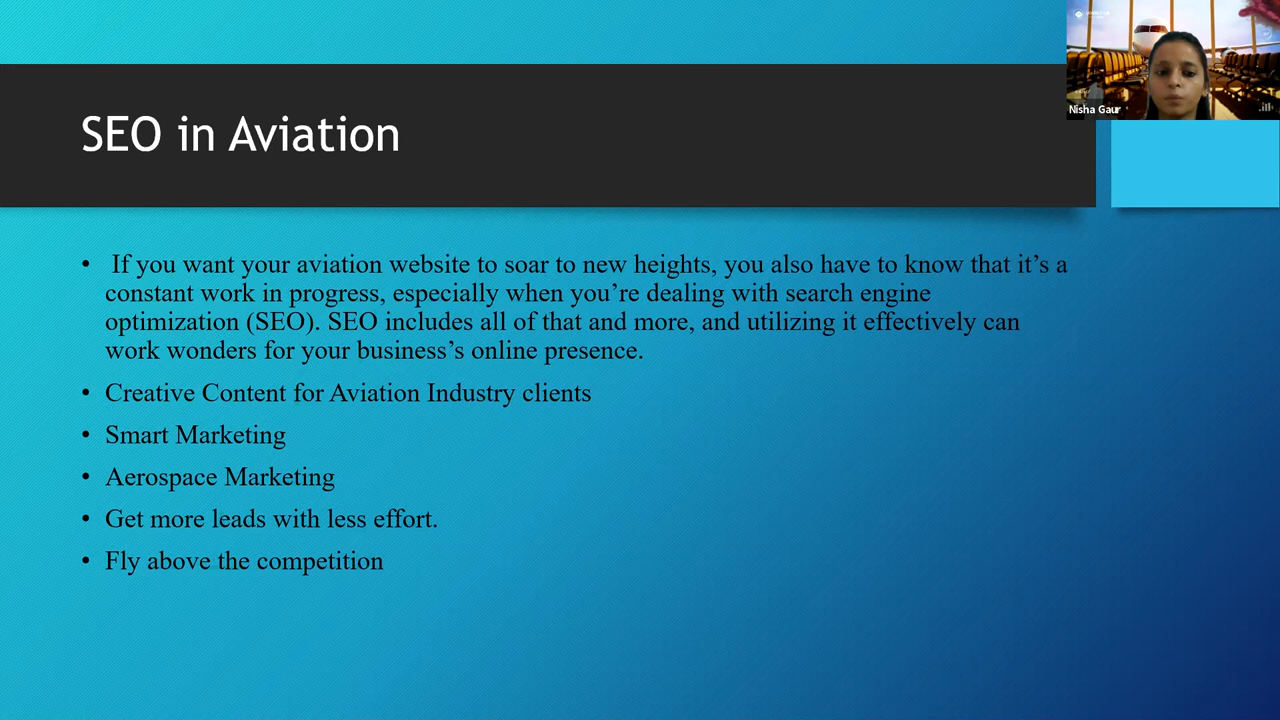 Nisha Gaur
SEO in Aviation
• If you want your aviation website to soar to new heights, you also have to know that it’s a
constant work in progress, especially when you’re dealing with search engine
optimization (SEO). SEO includes all of that and more, and utilizing it effectively can
work wonders for your business’s online presence.
• Creative Content for Aviation Industry clients
• Smart Marketing
• Aerospace Marketing
• Get more leads with less effort.
• Fly above the competition